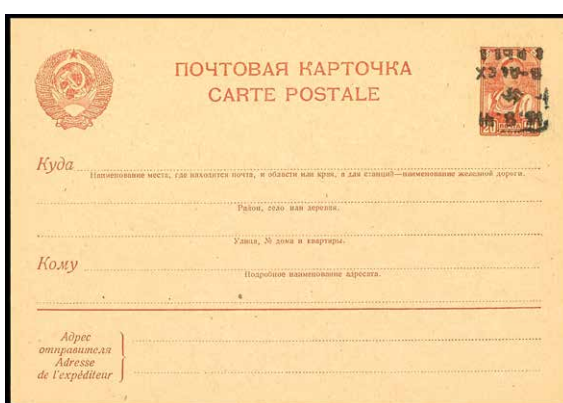 ПОЧТОВАЯ КАРТОЧКА
CARTE POSTALE
20
Куда
Наименование места, где находится почта, и области или края, а для станций—наименование железной дороги.
Район, село или деревня.
Улица, № дома и квартиры.
Кому
Подробное наименование адресата.
Адрес
отправителя
Adresse
de l'expéditeur